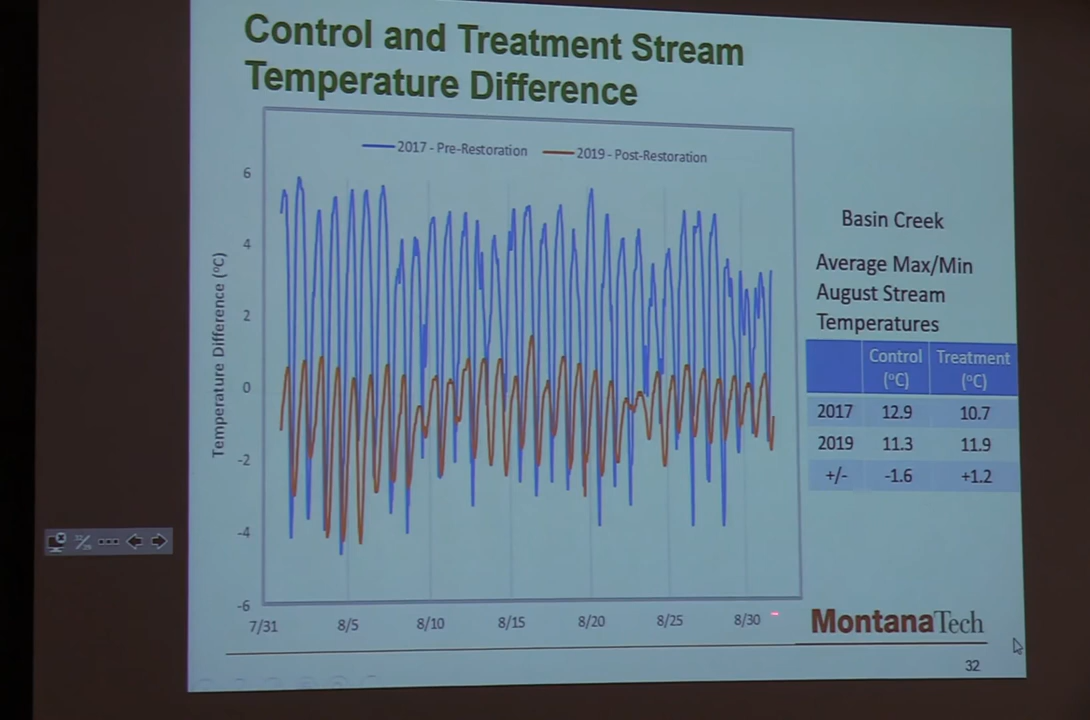 Control and Treatment Stream
Temperature Difference
2017 - Pre-Restoration
2019 - Post-Restoration
6
4
2
0
-2
-4
-6
Temperature Difference (°C)
7/31
8/5
8/10
8/15
8/20
8/25
8/30
Basin Creek
Average Max/Min
August Stream
Temperatures
Control (°C) Treatment (°C)
2017 12.9 10.7
2019 11.3 11.9
+/- -1.6 +1.2
MontanaTech
32